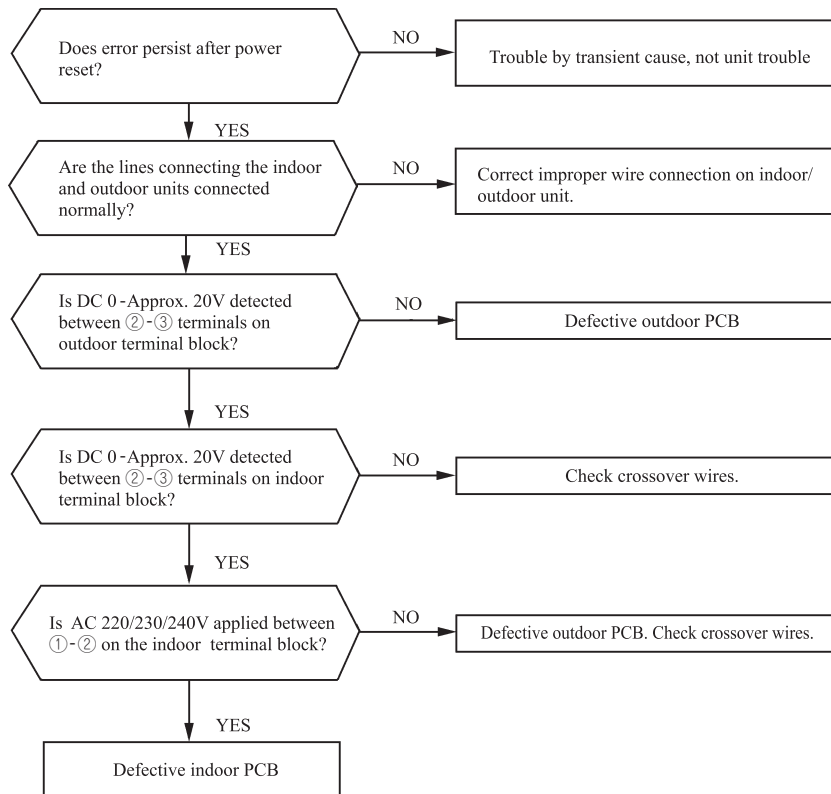 Does error persist after power
reset?
NO
Trouble by transient cause, not unit trouble
YES
Are the lines connecting the indoor
and outdoor units connected
normally?
NO
Correct improper wire connection on indoor/
outdoor unit.
YES
Is DC 0-Approx. 20V detected
between ②-③ terminals on
outdoor terminal block?
NO
Defective outdoor PCB
YES
Is DC 0-Approx. 20V detected
between ②-③ terminals on indoor
terminal block?
NO
Check crossover wires.
YES
Is AC 220/230/240V applied between
①-② on the indoor terminal block?
NO
Defective outdoor PCB. Check crossover wires.
YES
Defective indoor PCB